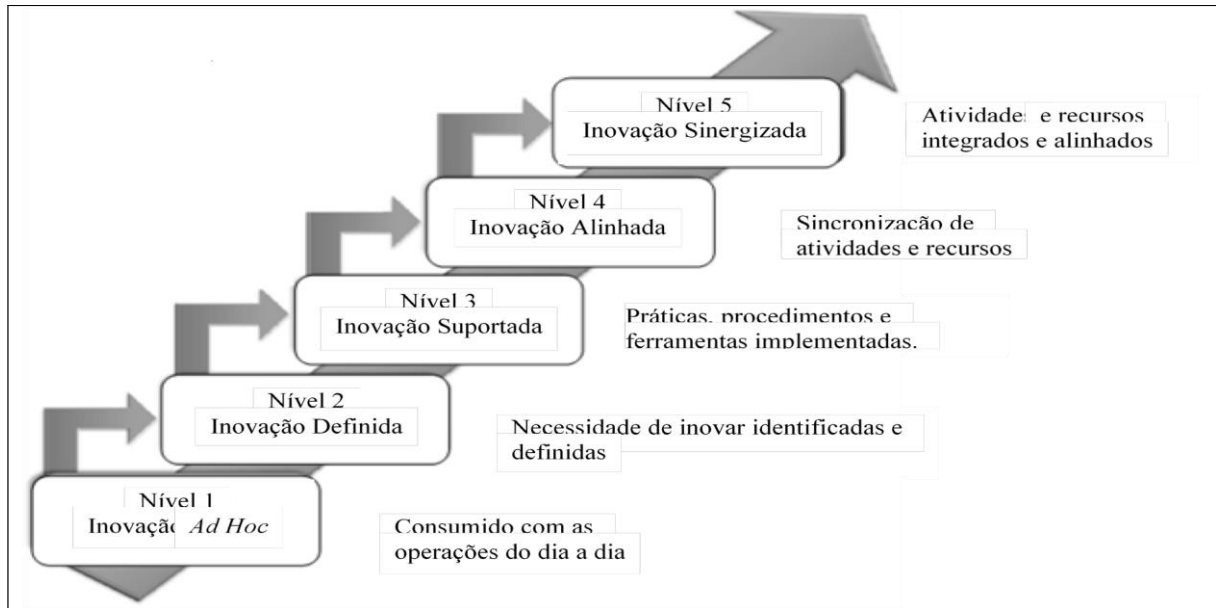 Nível 5
Inovação Sinergizada
Atividades e recursos
integrados e alinhados
Nível 4
Inovação Alinhada
Sincronização de
atividades e recursos
Nível 3
Inovação Suportada
Práticas, procedimentos e
ferramentas implementadas.
Nível 2
Inovação Definida
Necessidade de inovar identificadas e
definidas
Nível 1
Inovação Ad Hoc
Consumido com as
operações do dia a dia